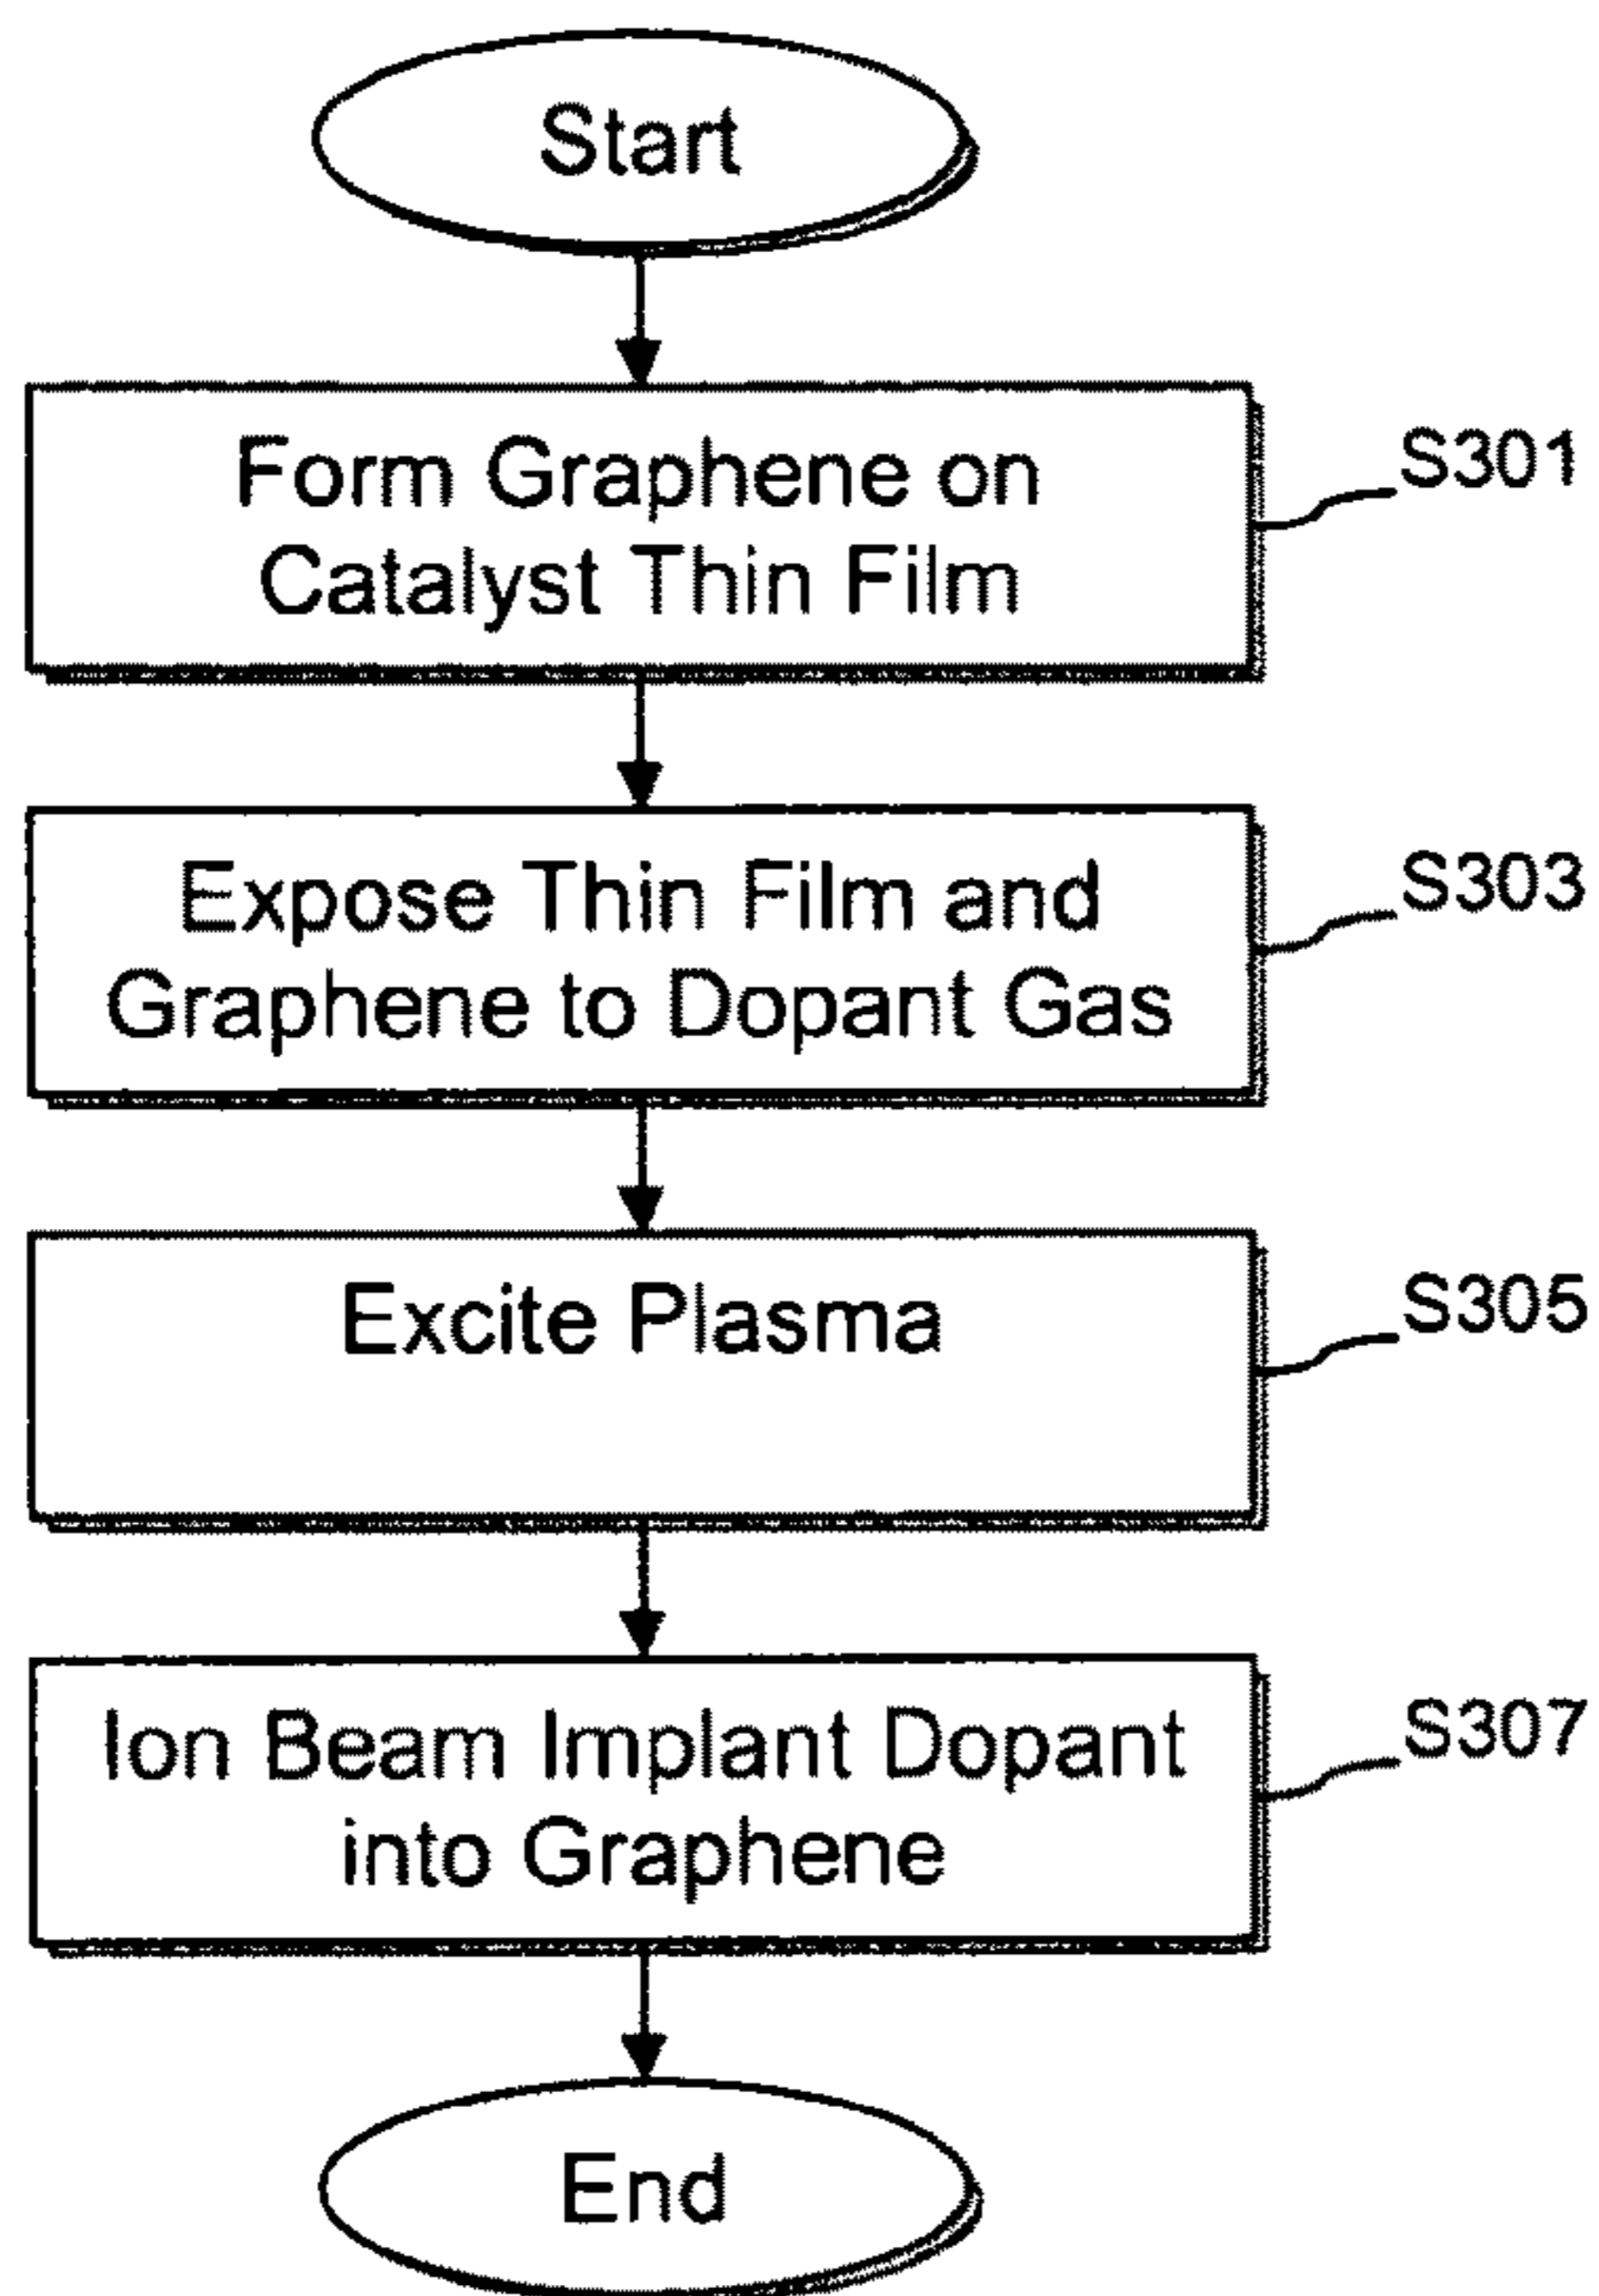 Start
Form Graphene on
Catalyst Thin Film
S301
Expose Thin Film and
Graphene to Dopant Gas
S303
Excite Plasma
S305
Ion Beam Implant Dopant
into Graphene
S307
End